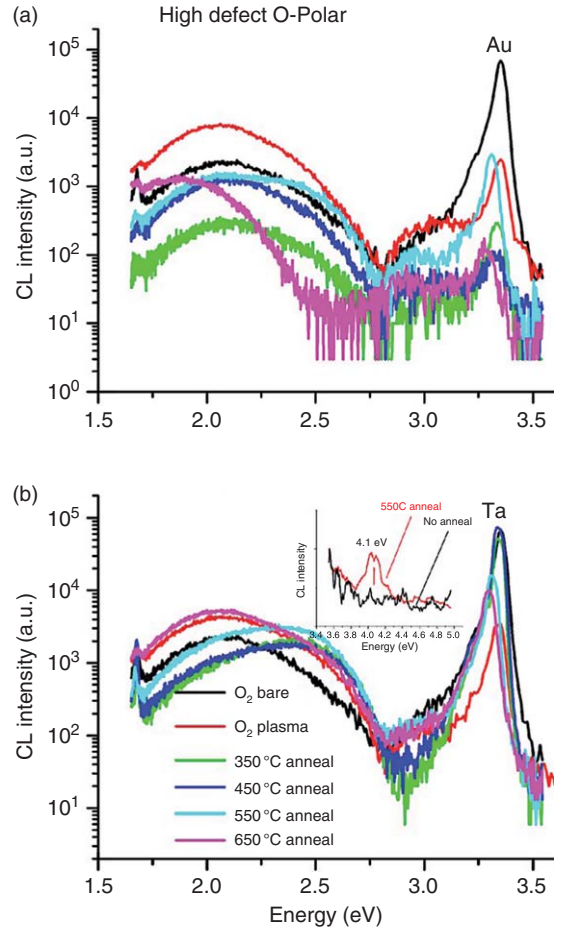 (a)
High defect O-Polar
Au
10⁵
10⁴
10³
10²
10¹
10⁰
CL intensity (a.u.)
1.5 2.0 2.5 3.0 3.5
(b)
Ta
10⁵
10⁴
10³
10²
10¹
CL intensity (a.u.)
550C anneal
No anneal
4.1 eV
CL intensity
3.4 3.6 3.8 4.0 4.2 4.4 4.6 4.8 5.0
Energy (eV)
O₂ bare
O₂ plasma
350 °C anneal
450 °C anneal
550 °C anneal
650 °C anneal
1.5 2.0 2.5 3.0 3.5
Energy (eV)